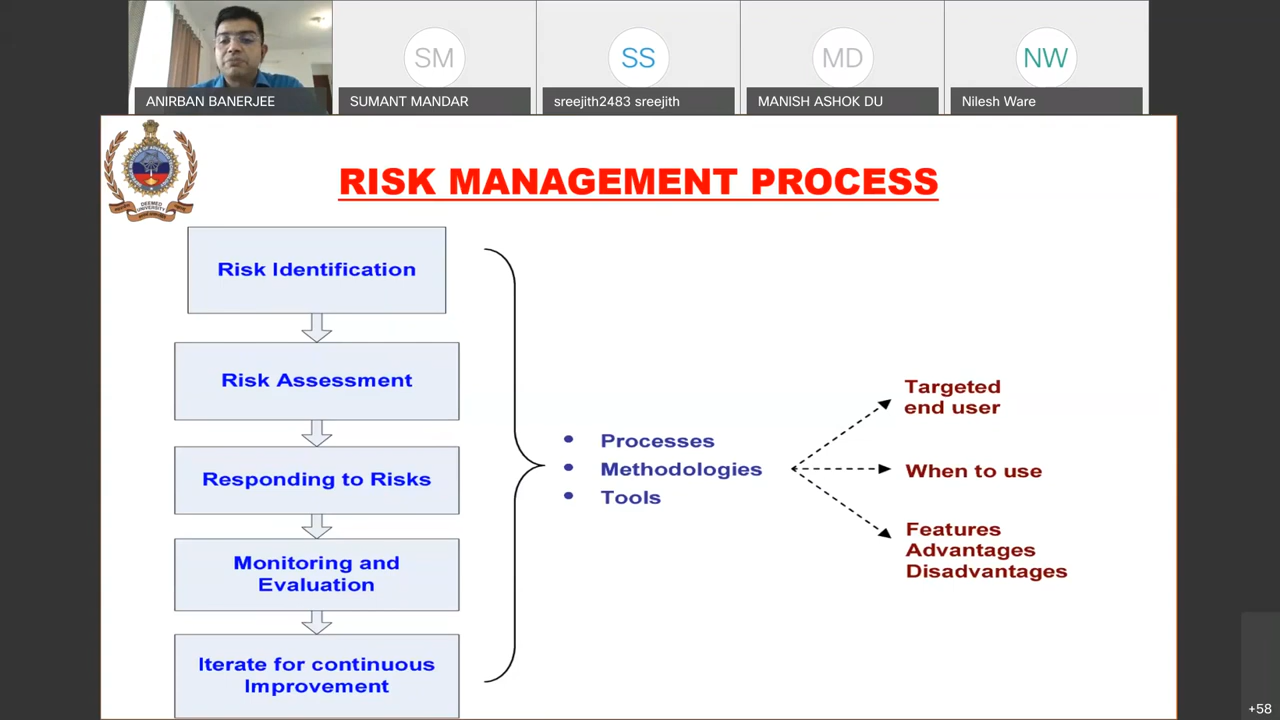 SM
SS
MD
NW
ANIRBAN BANERJEE
SUMANT MANDAR
sreejith2483 sreejith
MANISH ASHOK DU
Nilesh Ware
DEEMED
UNIVERSITY
RISK MANAGEMENT PROCESS
Risk Identification
Risk Assessment
Responding to Risks
Monitoring and
Evaluation
Iterate for continuous
Improvement
• Processes
• Methodologies
• Tools
Targeted
end user
When to use
Features
Advantages
Disadvantages
+58